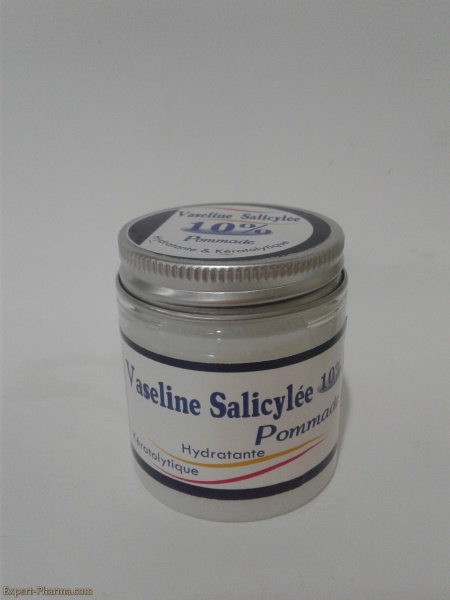 Vaseline Salicylée
10%
Pommade
Hydratante & Kératolytique
Vaseline Salicylée 10%
Pommade
Hydratante
Kératolytique
Expert-Pharma.com